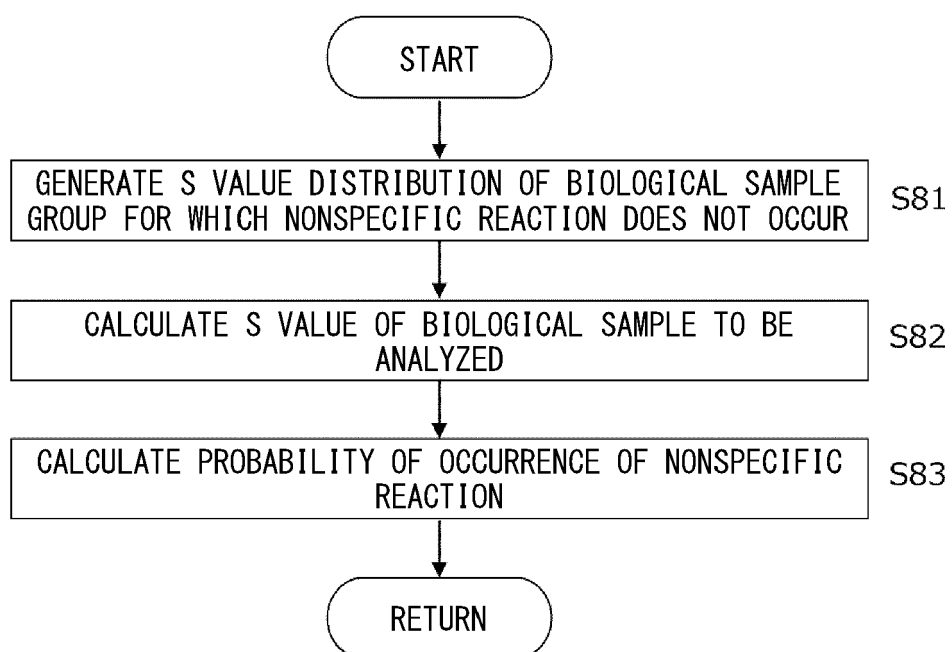 START
GENERATE S VALUE DISTRIBUTION OF BIOLOGICAL SAMPLE
GROUP FOR WHICH NONSPECIFIC REACTION DOES NOT OCCUR
S81
CALCULATE S VALUE OF BIOLOGICAL SAMPLE TO BE
ANALYZED
S82
CALCULATE PROBABILITY OF OCCURRENCE OF NONSPECIFIC
REACTION
S83
RETURN